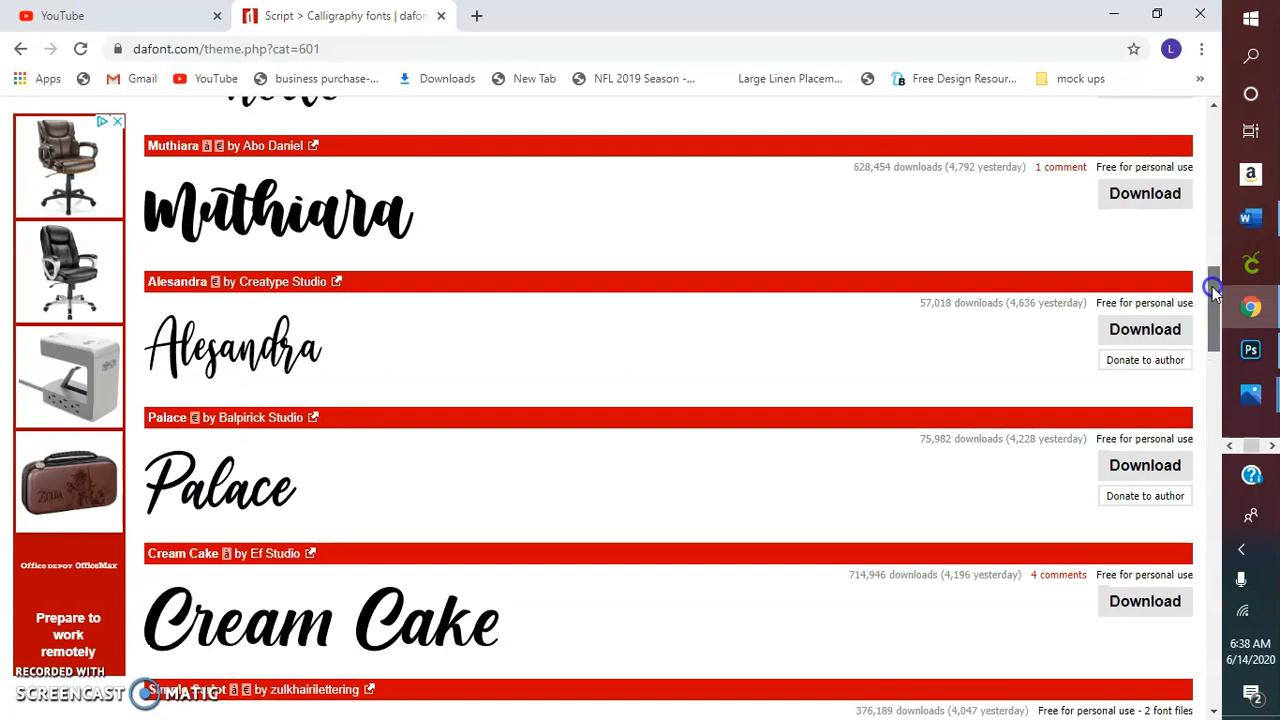 YouTube
Script > Calligraphy fonts | dafon
dafont.com/theme.php?cat=601
L
Apps
Gmail
YouTube
business purchase-...
Downloads
New Tab
NFL 2019 Season -...
Large Linen Placem...
Free Design Resour...
mock ups
»
Muthiara à € by Abo Daniel
628,454 downloads (4,792 yesterday) 1 comment Free for personal use
Muthiara
Download
Alesandra € by Creatype Studio
57,018 downloads (4,636 yesterday) Free for personal use
Alesandra
Download
Donate to author
Palace € by Balpirick Studio
75,982 downloads (4,228 yesterday) Free for personal use
Palace
Download
Donate to author
Cream Cake à by Ef Studio
714,946 downloads (4,196 yesterday) 4 comments Free for personal use
Cream Cake
Download
Simple Script à € by zulkhairilettering
376,189 downloads (4,047 yesterday) Free for personal use - 2 font files
ZELDA
Office DEPOT OfficeMax
Prepare to
work
remotely
RECORDED WITH
SCREENCAST MATIC
a
W
Ps
6:38 AM
6/14/2020
2